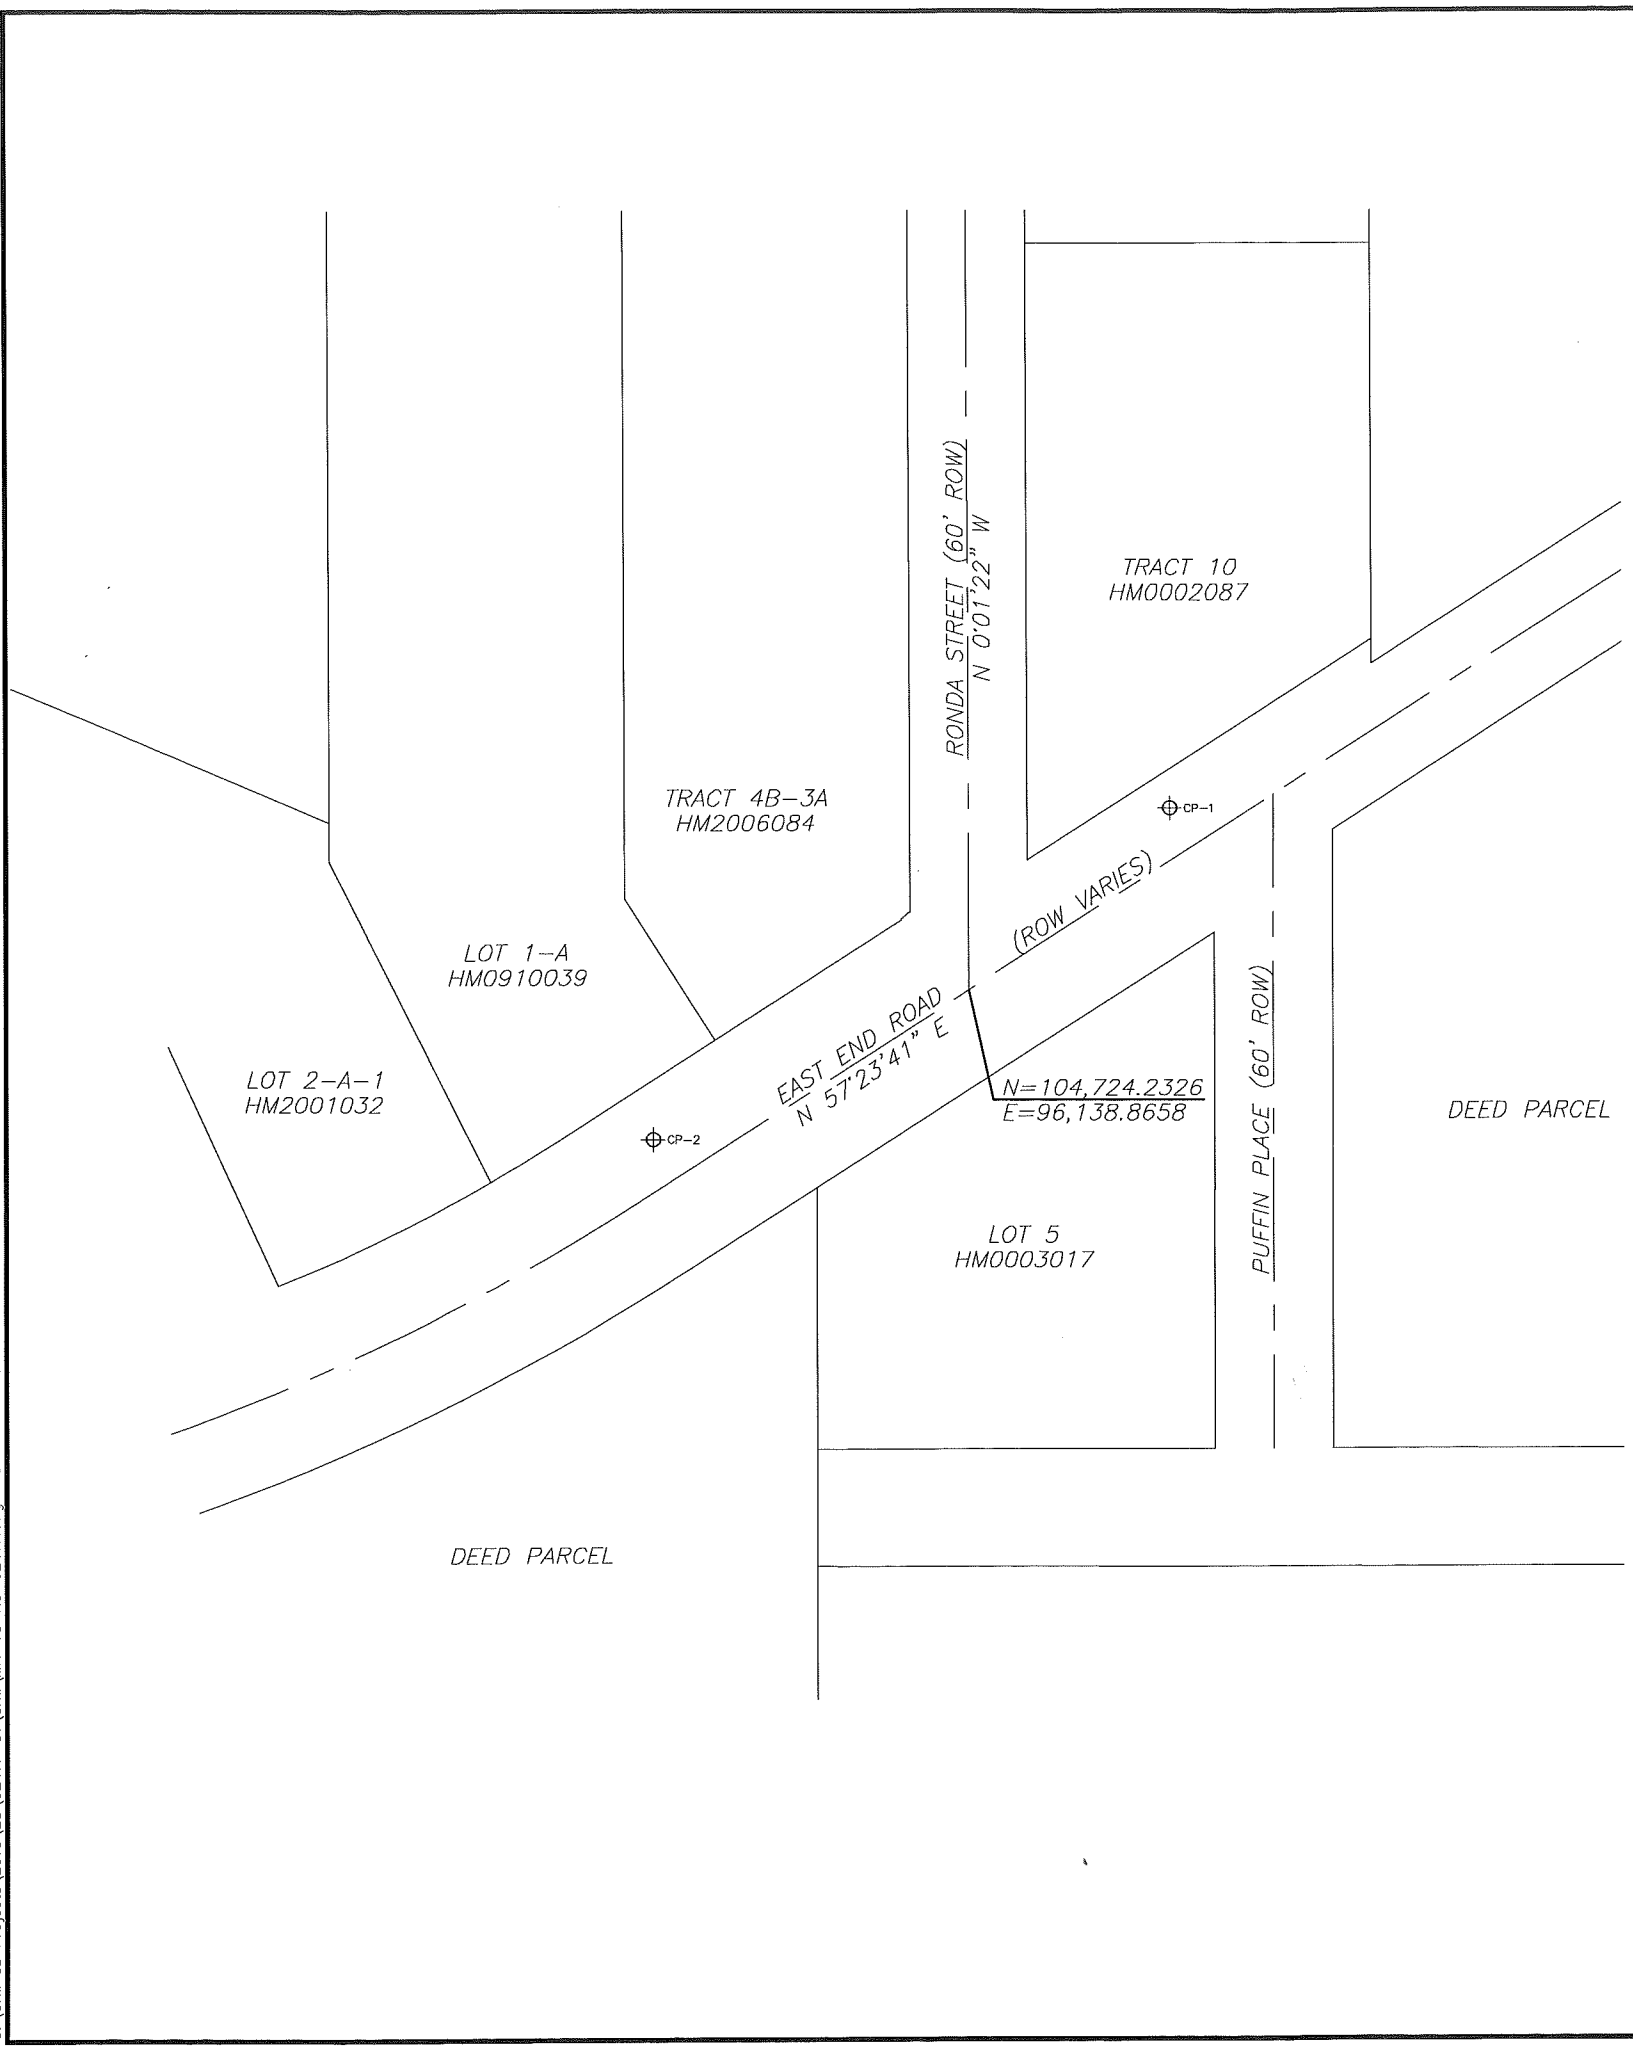 RONDA STREET (60' ROW)
N 0°01'22" W
TRACT 10
HM0002087
TRACT 4B-3A
HM2006084
CP-1
(ROW VARIES)
LOT 1-A
HM0910039
EAST END ROAD
N 57°23'41" E
LOT 2-A-1
HM2001032
N=104,724.2326
E=96,138.8658
PUFFIN PLACE (60' ROW)
DEED PARCEL
CP-2
LOT 5
HM0003017
DEED PARCEL